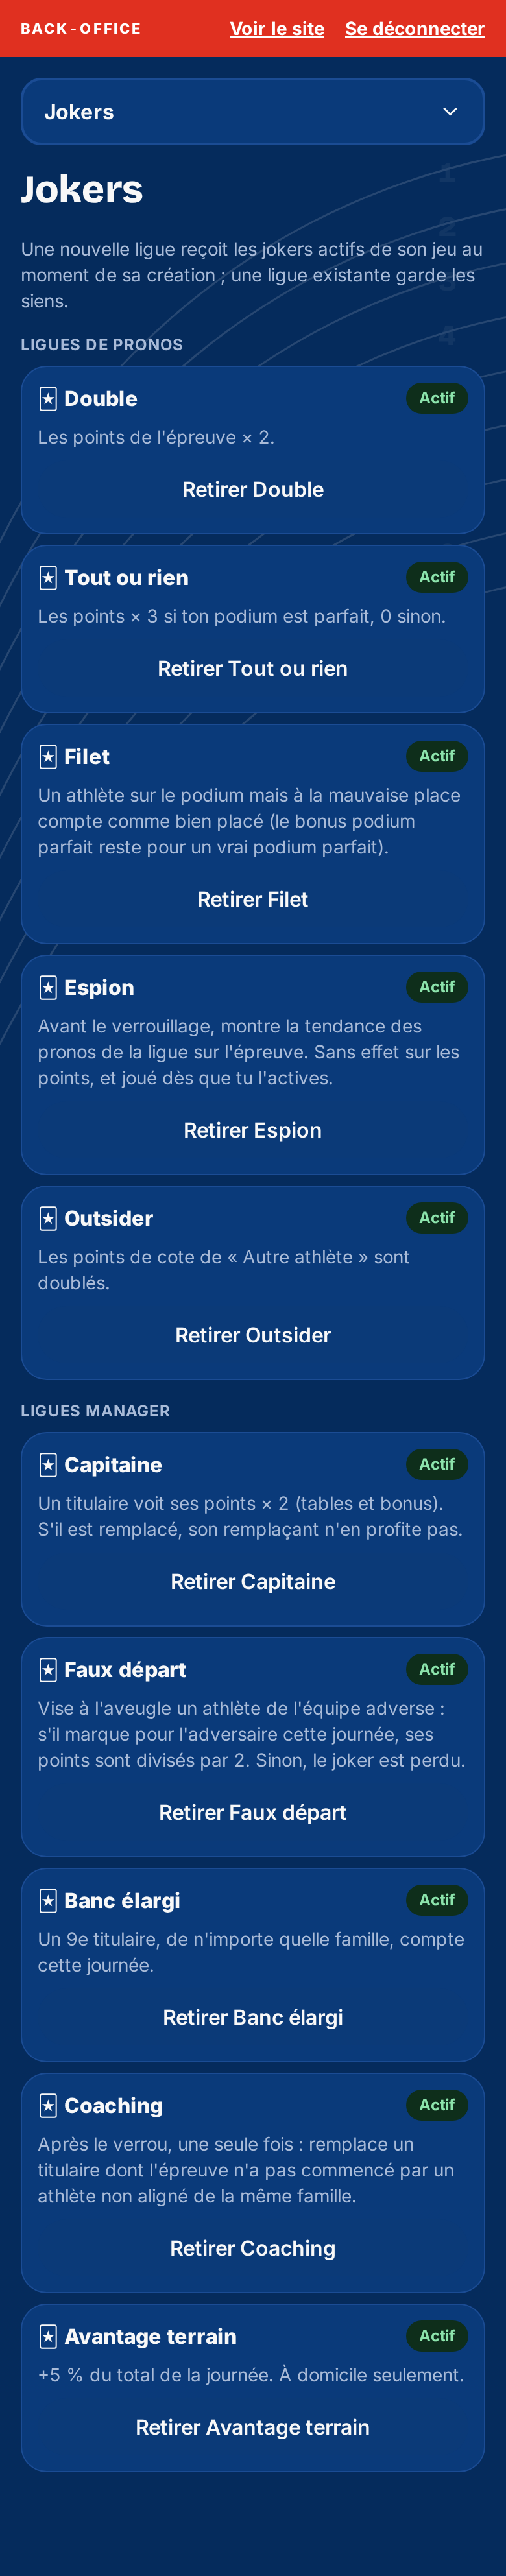 BACK-OFFICE
Voir le site
Se déconnecter
Jokers
Jokers
1
2
3
4
Une nouvelle ligue reçoit les jokers actifs de son jeu au
moment de sa création ; une ligue existante garde les
siens.
LIGUES DE PRONOS
Double
Actif
Les points de l'épreuve × 2.
Retirer Double
Tout ou rien
Actif
Les points × 3 si ton podium est parfait, 0 sinon.
Retirer Tout ou rien
Filet
Actif
Un athlète sur le podium mais à la mauvaise place
compte comme bien placé (le bonus podium
parfait reste pour un vrai podium parfait).
Retirer Filet
Espion
Actif
Avant le verrouillage, montre la tendance des
pronos de la ligue sur l'épreuve. Sans effet sur les
points, et joué dès que tu l'actives.
Retirer Espion
Outsider
Actif
Les points de cote de « Autre athlète » sont
doublés.
Retirer Outsider
LIGUES MANAGER
Capitaine
Actif
Un titulaire voit ses points × 2 (tables et bonus).
S'il est remplacé, son remplaçant n'en profite pas.
Retirer Capitaine
Faux départ
Actif
Vise à l'aveugle un athlète de l'équipe adverse :
s'il marque pour l'adversaire cette journée, ses
points sont divisés par 2. Sinon, le joker est perdu.
Retirer Faux départ
Banc élargi
Actif
Un 9e titulaire, de n'importe quelle famille, compte
cette journée.
Retirer Banc élargi
Coaching
Actif
Après le verrou, une seule fois : remplace un
titulaire dont l'épreuve n'a pas commencé par un
athlète non aligné de la même famille.
Retirer Coaching
Avantage terrain
Actif
+5 % du total de la journée. À domicile seulement.
Retirer Avantage terrain